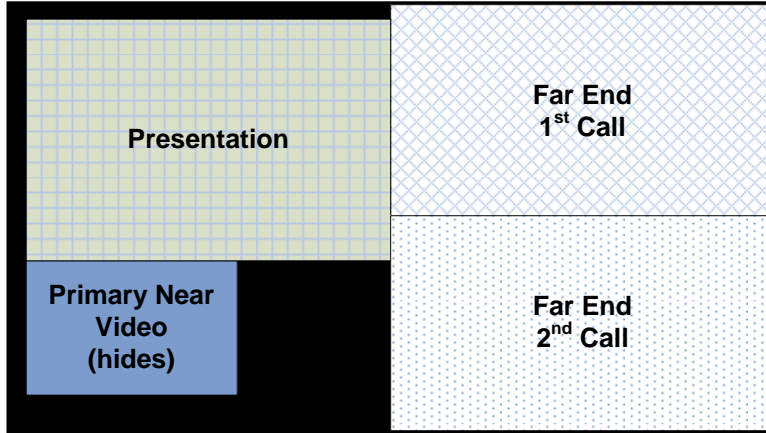 Presentation
Far End
1st Call
Primary Near
Video
(hides)
Far End
2nd Call